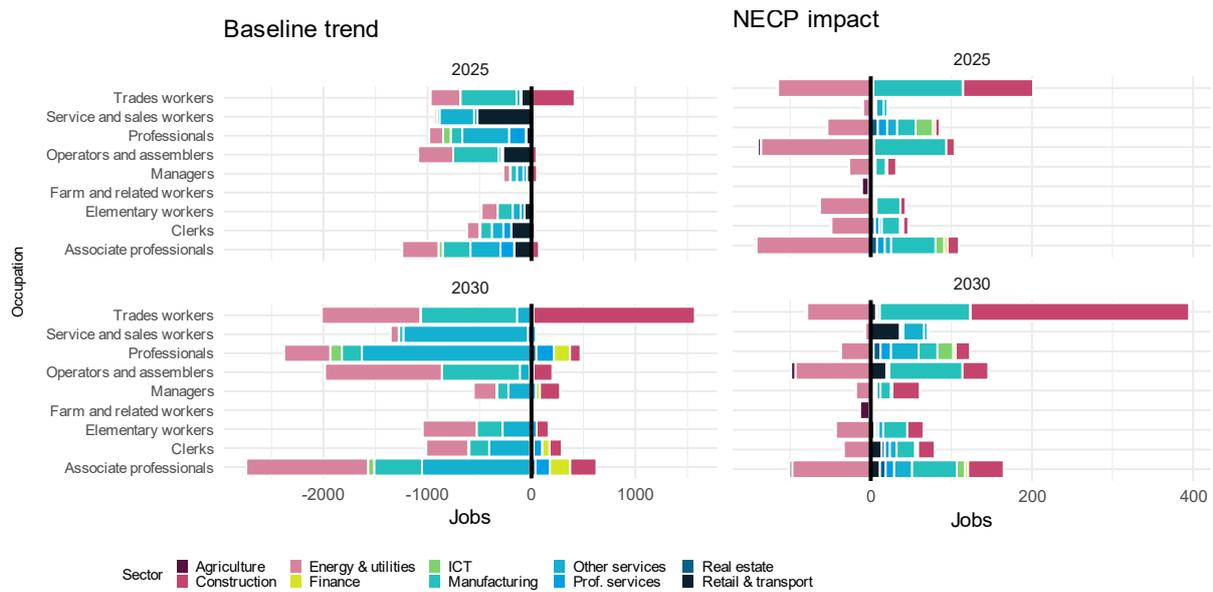 Baseline trend
NECP impact
2025
2025
Trades workers
Service and sales workers
Professionals
Operators and assemblers
Managers
Farm and related workers
Elementary workers
Clerks
Associate professionals
Occupation
2030
2030
Trades workers
Service and sales workers
Professionals
Operators and assemblers
Managers
Farm and related workers
Elementary workers
Clerks
Associate professionals
-2000 -1000 0 1000
0 200 400
Jobs
Jobs
Sector
Agriculture Energy & utilities ICT Other services Real estate
Construction Finance Manufacturing Prof. services Retail & transport